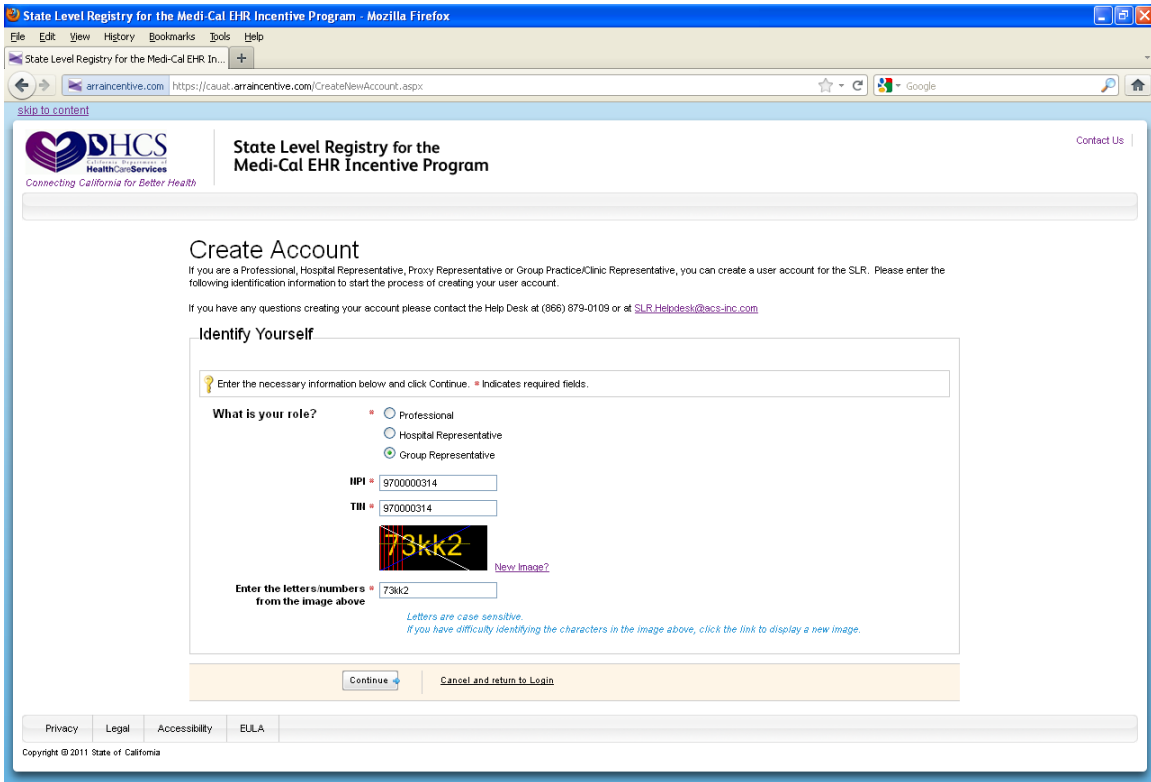 State Level Registry for the Medi-Cal EHR Incentive Program - Mozilla Firefox
File Edit View History Bookmarks Tools Help
State Level Registry for the Medi-Cal EHR In... +
arraincentive.com https://cauat.arraincentive.com/CreateNewAccount.aspx Google
skip to content
DHCS
California Department of
HealthCareServices
Connecting California for Better Health
State Level Registry for the
Medi-Cal EHR Incentive Program
Contact Us
Create Account
If you are a Professional, Hospital Representative, Proxy Representative or Group Practice/Clinic Representative, you can create a user account for the SLR. Please enter the
following identification information to start the process of creating your user account.
If you have any questions creating your account please contact the Help Desk at (866) 879-0109 or at SLR.Helpdesk@acs-inc.com
Identify Yourself
Enter the necessary information below and click Continue. * Indicates required fields.
What is your role? * Professional
Hospital Representative
Group Representative
NPI * 9700000314
TIN * 970000314
73kk2
New Image?
Enter the letters/numbers * 73kk2
from the image above
Letters are case sensitive.
If you have difficulty identifying the characters in the image above, click the link to display a new image.
Continue Cancel and return to Login
Privacy Legal Accessibility EULA
Copyright © 2011 State of California